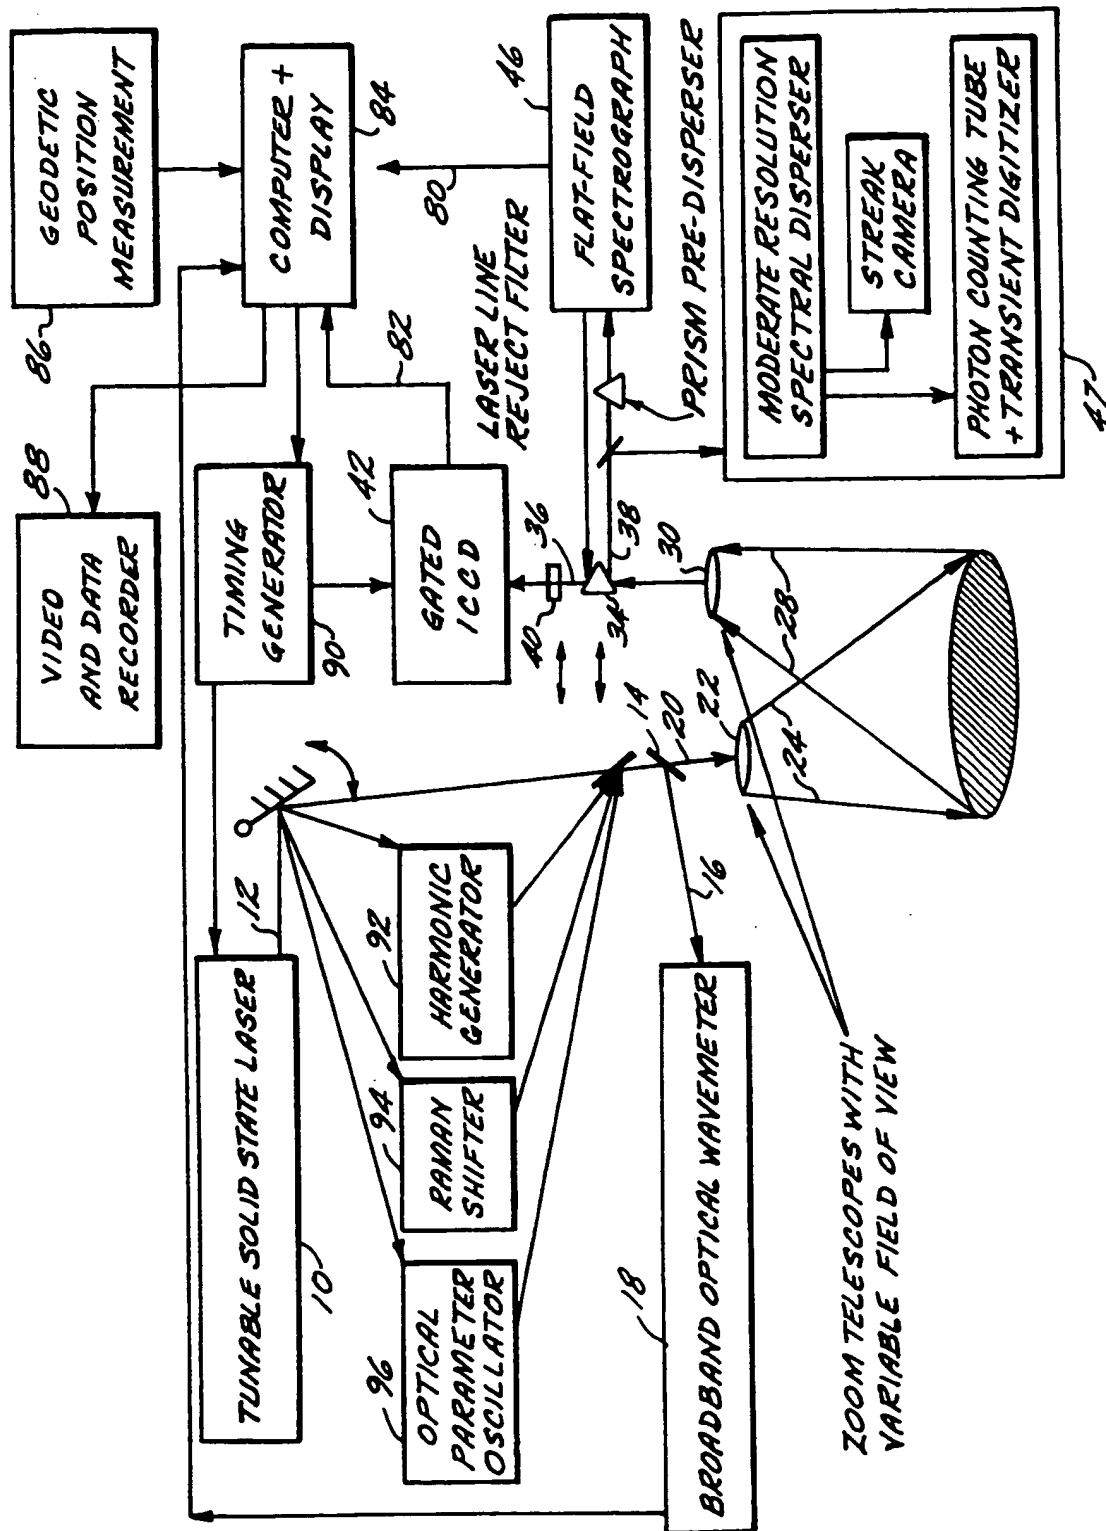 GEODETIC
POSITION
MEASUREMENT
86
COMPUTER +
DISPLAY
84
80
FLAT-FIELD
SPECTROGRAPH
46
VIDEO
AND DATA
RECORDER
88
TIMING
GENERATOR
90
82
GATED
ICCD
42
LASER LINE
REJECT FILTER
PRISM PRE-DISPERSER
MODERATE RESOLUTION
SPECTRAL DISPERSER
STREAK
CAMERA
PHOTON COUNTING TUBE
+TRANSIENT DIGITIZER
47
40
36
34
38
30
28
TUNABLE SOLID STATE LASER
10
12
HARMONIC
GENERATOR
92
RAMAN
SHIFTER
94
OPTICAL
PARAMETER
OSCILLATOR
96
14
20
22
24
16
BROADBAND OPTICAL WAVEMETER
18
ZOOM TELESCOPES WITH
VARIABLE FIELD OF VIEW